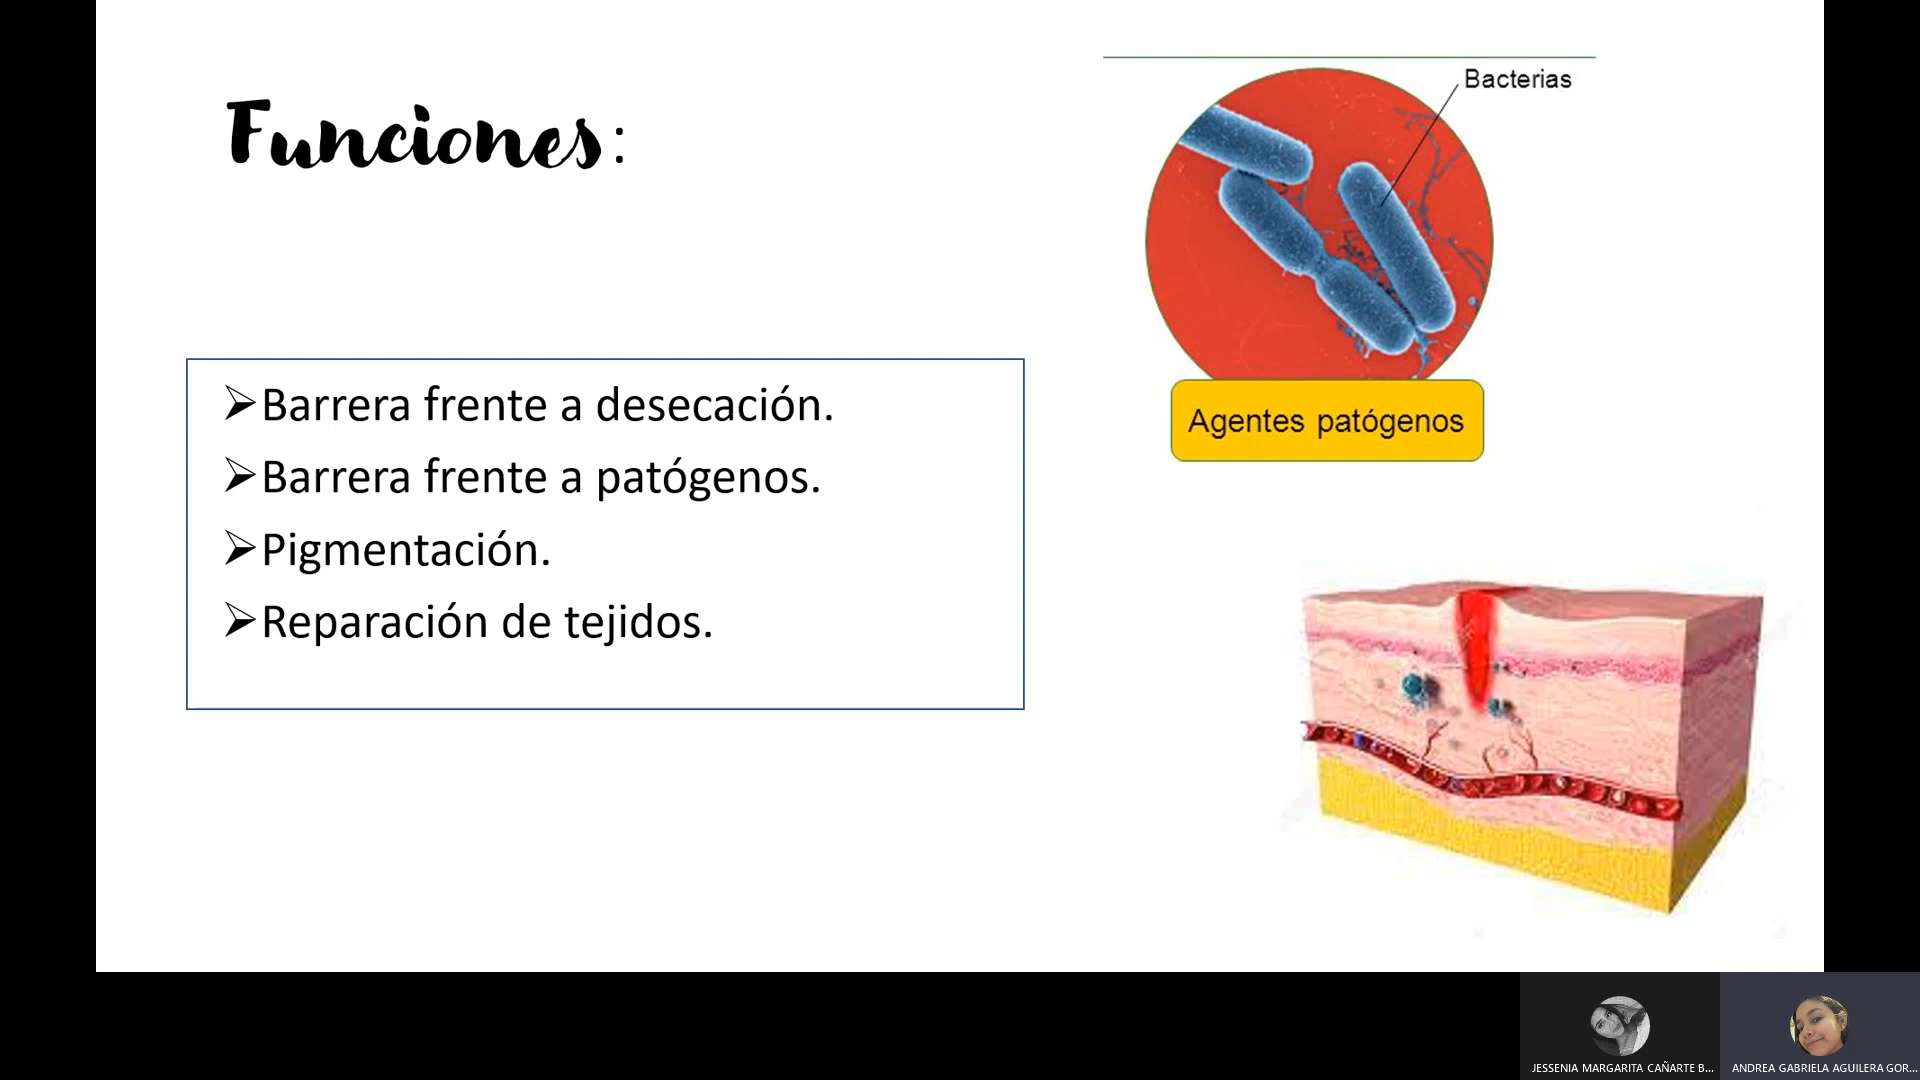 Funciones:
Bacterias
Agentes patógenos
➢Barrera frente a desecación.
➢Barrera frente a patógenos.
➢Pigmentación.
➢Reparación de tejidos.
JESSENIA MARGARITA CAÑARTE B...
ANDREA GABRIELA AGUILERA GOR...